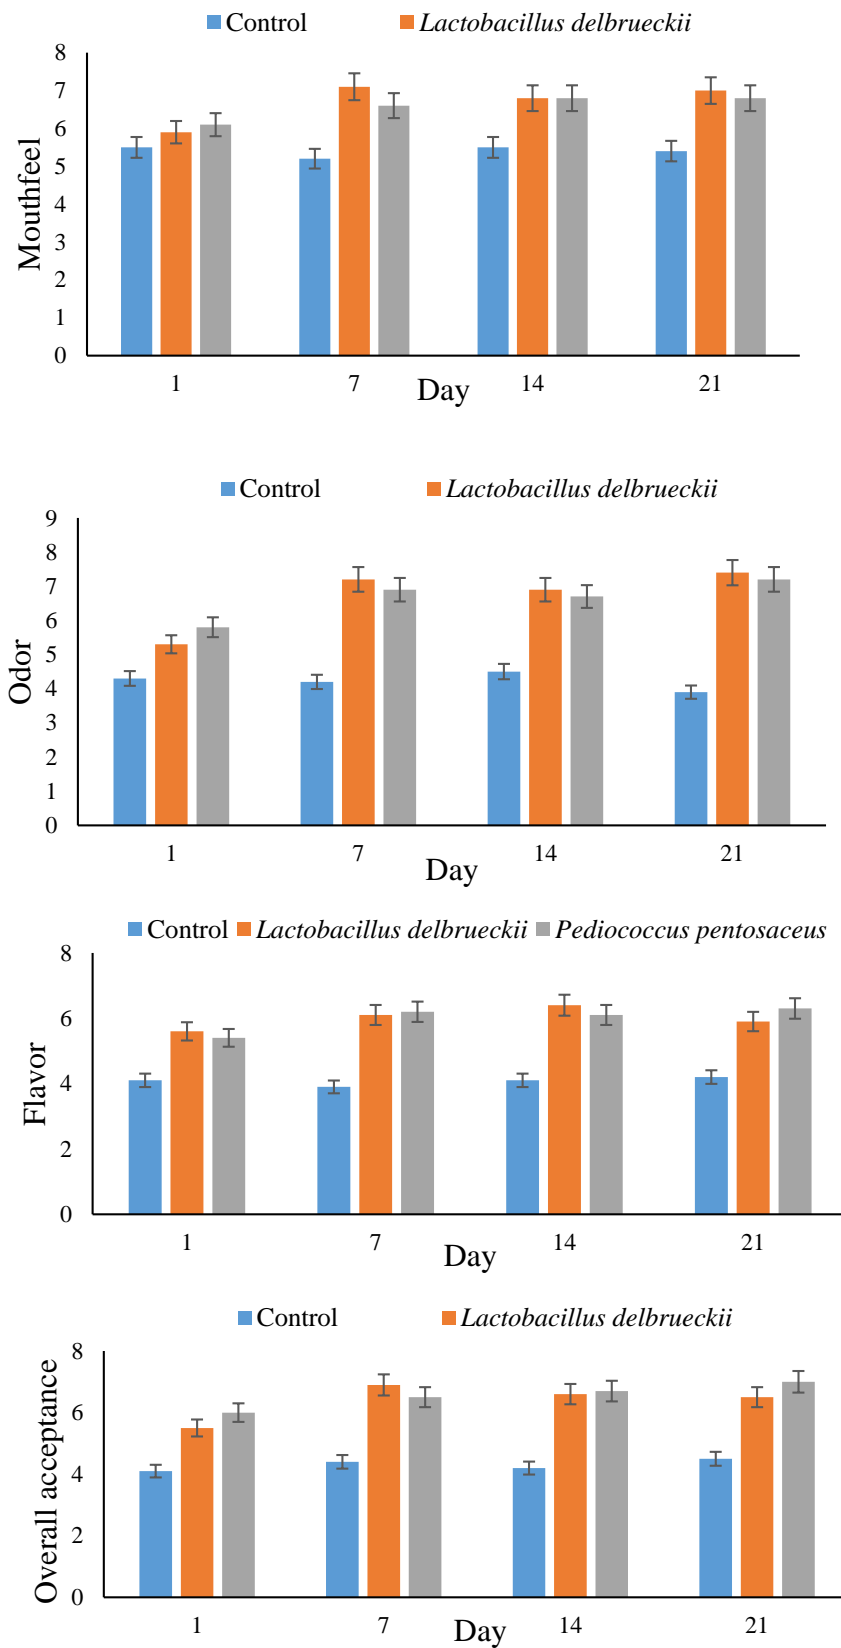 Control Lactobacillus delbrueckii
8
7
6
5
4
3
2
1
0
Mouthfeel
1 7 14 21
Day
Control Lactobacillus delbrueckii
9
8
7
6
5
4
3
2
1
0
Odor
1 7 14 21
Day
Control Lactobacillus delbrueckii Pediococcus pentosaceus
8
6
4
2
0
Flavor
1 7 14 21
Day
Control Lactobacillus delbrueckii
8
6
4
2
0
Overall acceptance
1 7 14 21
Day